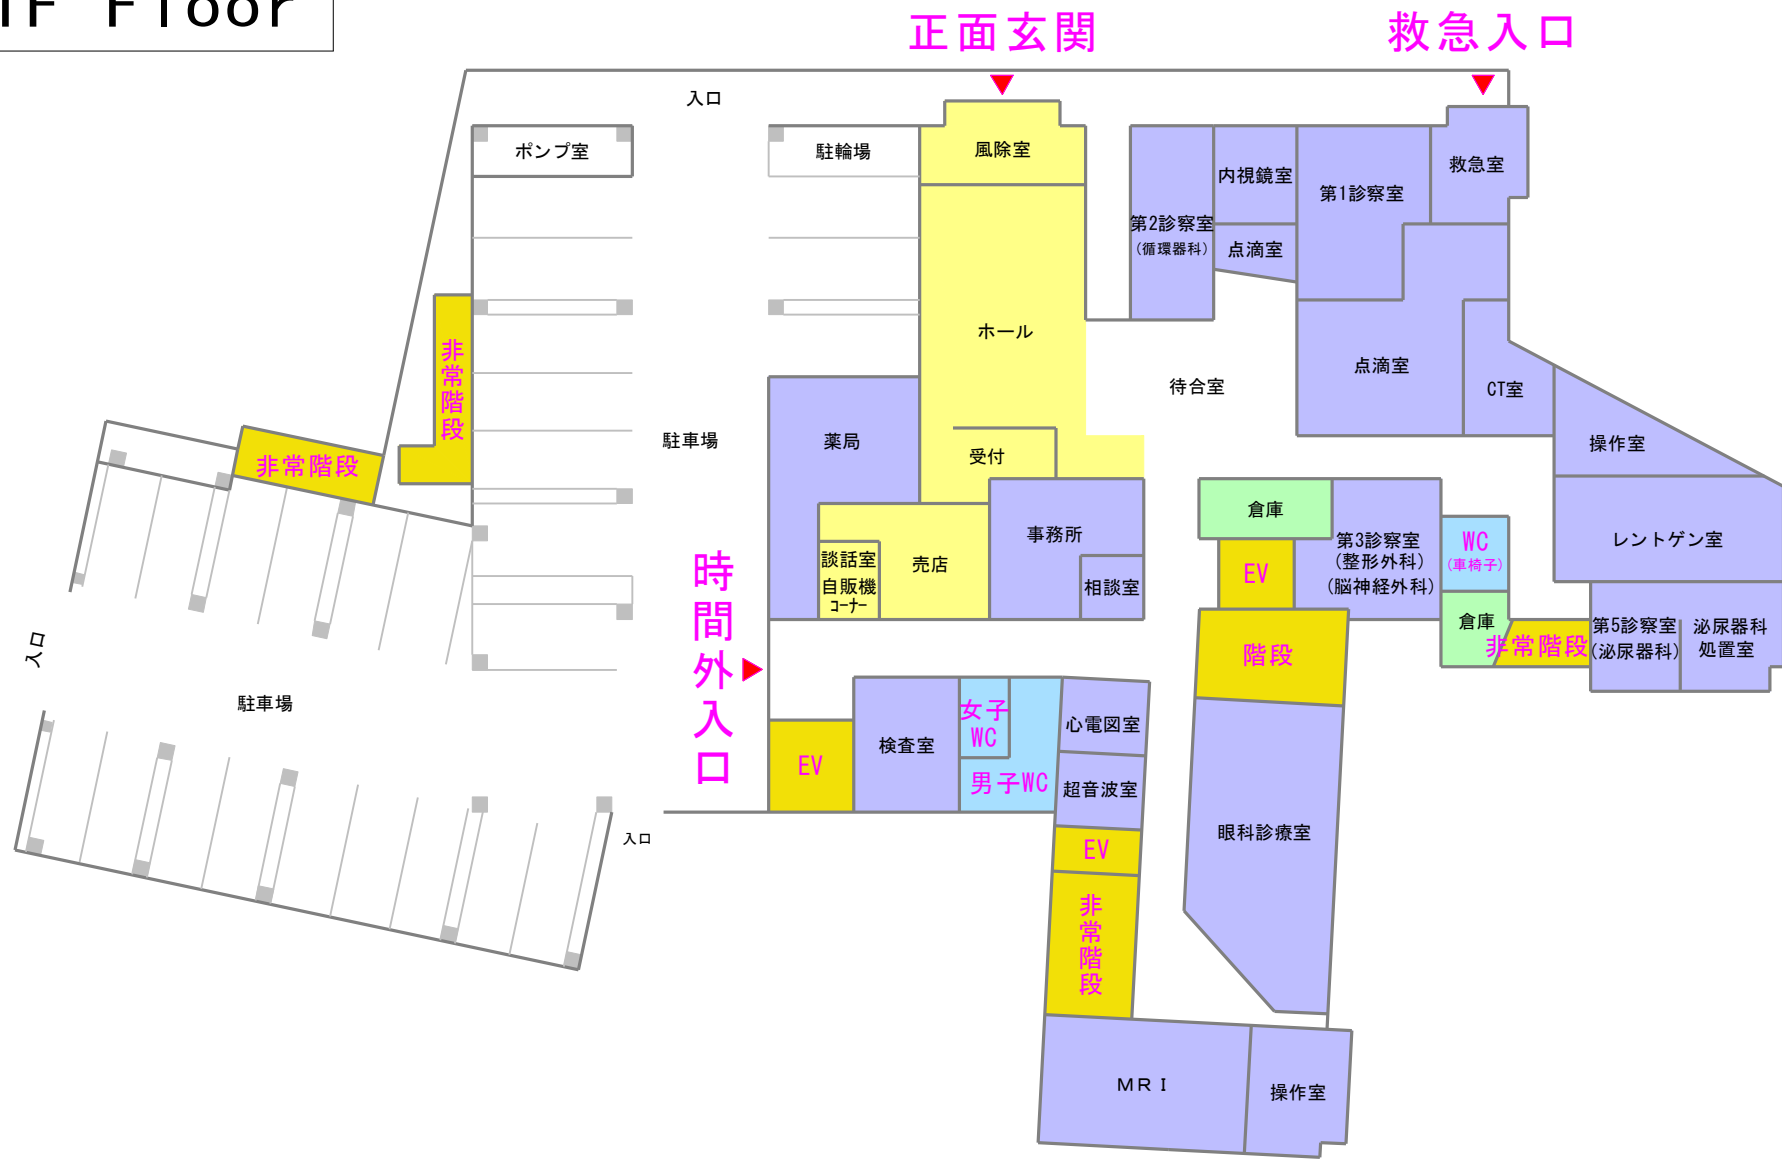 1F Floor
正面玄関
救急入口
入口
ポンプ室
駐輪場
風除室
内視鏡室
第1診察室
救急室
第2診察室
(循環器科)
点滴室
ホール
非常階段
点滴室
CT室
待合室
駐車場
薬局
受付
操作室
非常階段
倉庫
事務所
第3診察室
(整形外科)
(脳神経外科)
WC
(車椅子)
レントゲン室
談話室
自販機
コーナー
売店
相談室
EV
時間外入口
倉庫
非常階段
第5診察室
(泌尿器科)
泌尿器科
処置室
入口
階段
駐車場
女子
WC
心電図室
検査室
EV
男子WC
超音波室
入口
眼科診療室
EV
非常階段
MRI
操作室